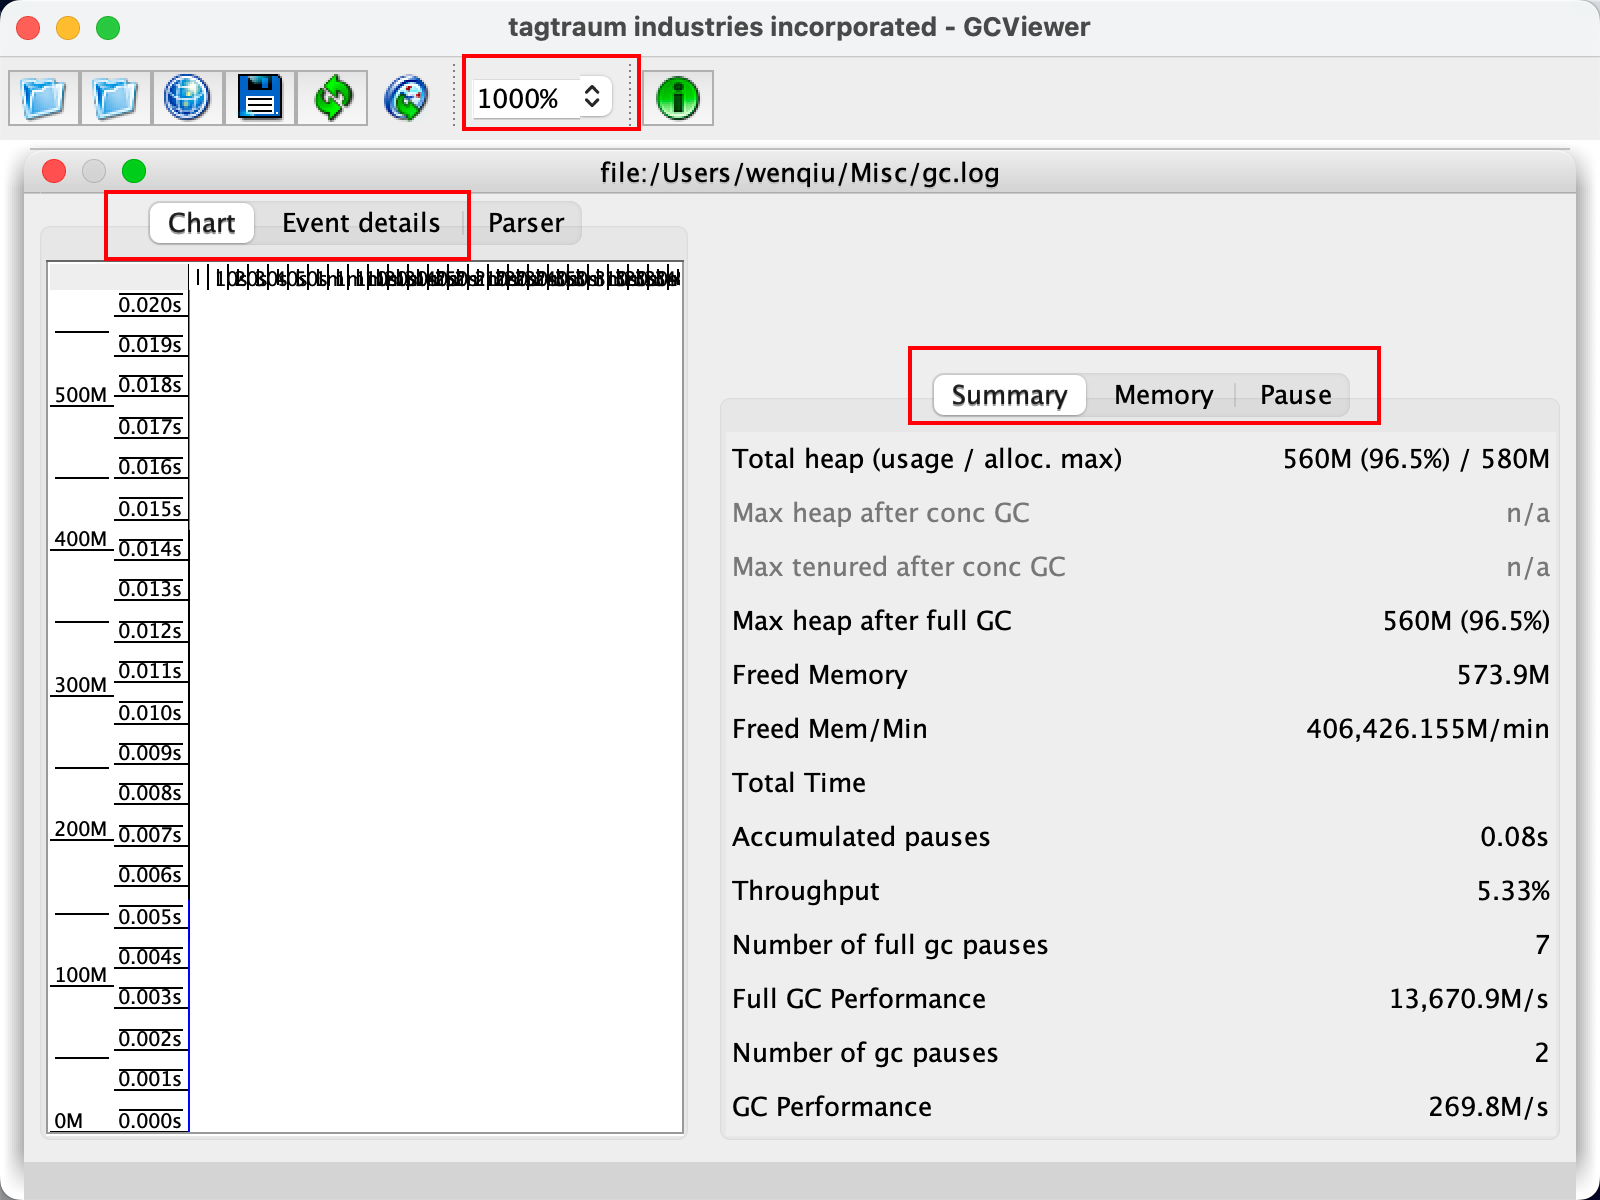 tagtraum industries incorporated - GCViewer
1000%
file:/Users/wenqiu/Misc/gc.log
Chart Event details Parser
0.020s
0.019s
500M 0.018s
0.017s
0.016s
0.015s
400M 0.014s
0.013s
0.012s
0.011s
300M 0.010s
0.009s
0.008s
200M 0.007s
0.006s
0.005s
0.004s
100M 0.003s
0.002s
0.001s
0M 0.000s
Summary Memory Pause
Total heap (usage / alloc. max) 560M (96.5%) / 580M
Max heap after conc GC n/a
Max tenured after conc GC n/a
Max heap after full GC 560M (96.5%)
Freed Memory 573.9M
Freed Mem/Min 406,426.155M/min
Total Time
Accumulated pauses 0.08s
Throughput 5.33%
Number of full gc pauses 7
Full GC Performance 13,670.9M/s
Number of gc pauses 2
GC Performance 269.8M/s